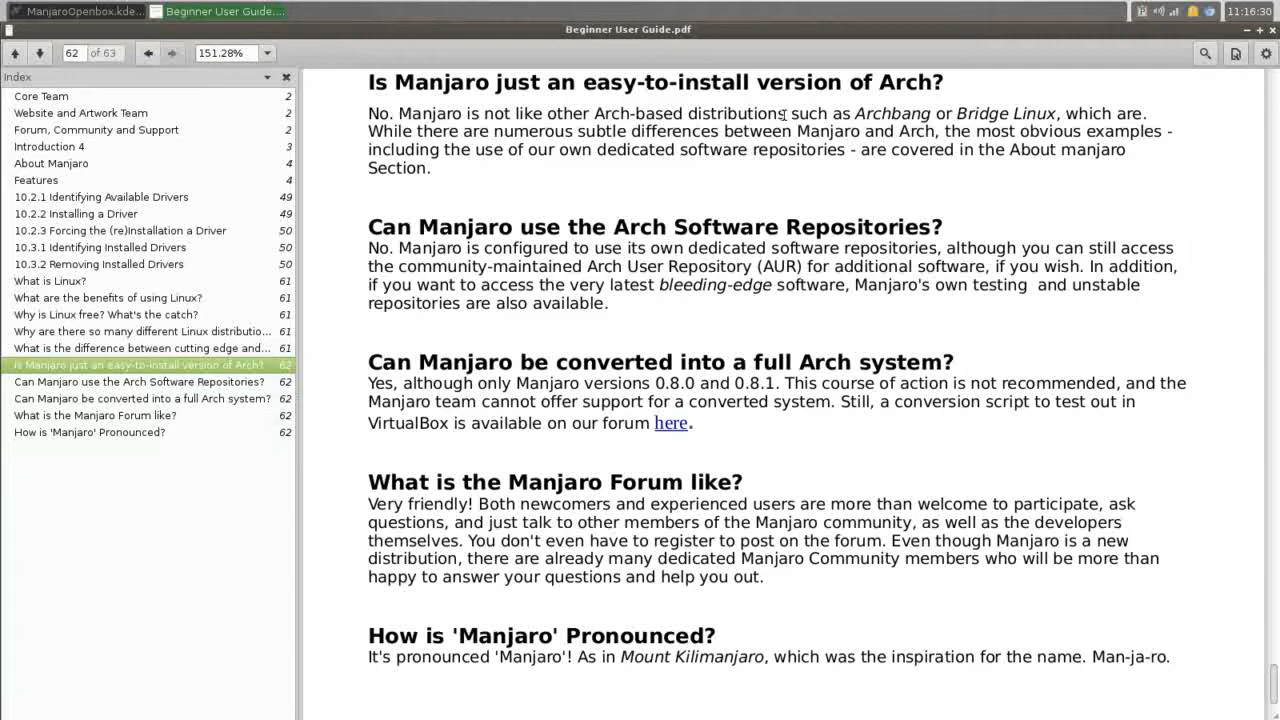 ManjaroOpenbox.kde...
Beginner User Guide....
11:16:30
Beginner User Guide.pdf
62 of 63
151.28%
Index
Core Team 2
Website and Artwork Team 2
Forum, Community and Support 2
Introduction 4 3
About Manjaro 4
Features 4
10.2.1 Identifying Available Drivers 49
10.2.2 Installing a Driver 49
10.2.3 Forcing the (re)Installation a Driver 50
10.3.1 Identifying Installed Drivers 50
10.3.2 Removing Installed Drivers 50
What is Linux? 61
What are the benefits of using Linux? 61
Why is Linux free? What's the catch? 61
Why are there so many different Linux distributio... 61
What is the difference between cutting edge and... 61
Is Manjaro just an easy-to-install version of Arch? 62
Can Manjaro use the Arch Software Repositories? 62
Can Manjaro be converted into a full Arch system? 62
What is the Manjaro Forum like? 62
How is 'Manjaro' Pronounced? 62
Is Manjaro just an easy-to-install version of Arch?
No. Manjaro is not like other Arch-based distributions such as Archbang or Bridge Linux, which are.
While there are numerous subtle differences between Manjaro and Arch, the most obvious examples -
including the use of our own dedicated software repositories - are covered in the About manjaro
Section.
Can Manjaro use the Arch Software Repositories?
No. Manjaro is configured to use its own dedicated software repositories, although you can still access
the community-maintained Arch User Repository (AUR) for additional software, if you wish. In addition,
if you want to access the very latest bleeding-edge software, Manjaro's own testing and unstable
repositories are also available.
Can Manjaro be converted into a full Arch system?
Yes, although only Manjaro versions 0.8.0 and 0.8.1. This course of action is not recommended, and the
Manjaro team cannot offer support for a converted system. Still, a conversion script to test out in
VirtualBox is available on our forum here.
What is the Manjaro Forum like?
Very friendly! Both newcomers and experienced users are more than welcome to participate, ask
questions, and just talk to other members of the Manjaro community, as well as the developers
themselves. You don't even have to register to post on the forum. Even though Manjaro is a new
distribution, there are already many dedicated Manjaro Community members who will be more than
happy to answer your questions and help you out.
How is 'Manjaro' Pronounced?
It's pronounced 'Manjaro'! As in Mount Kilimanjaro, which was the inspiration for the name. Man-ja-ro.